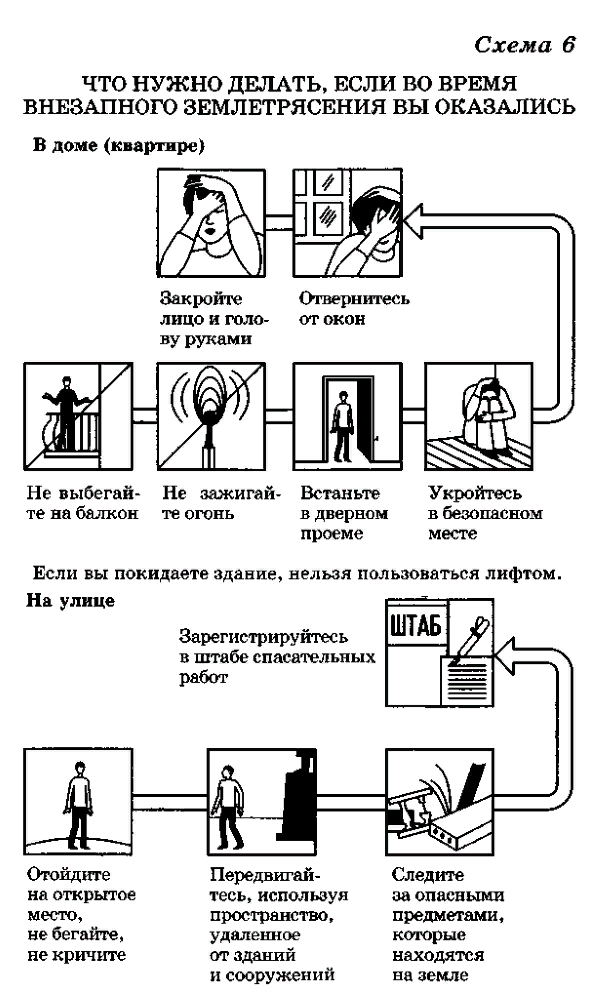 Схема 6
ЧТО НУЖНО ДЕЛАТЬ, ЕСЛИ ВО ВРЕМЯ
ВНЕЗАПНОГО ЗЕМЛЕТРЯСЕНИЯ ВЫ ОКАЗАЛИСЬ
В доме (квартире)
Закройте
лицо и голо-
ву руками
Отвернитесь
от окон
Не выбегай-
те на балкон
Не зажигай-
те огонь
Встаньте
в дверном
проеме
Укройтесь
в безопасном
месте
Если вы покидаете здание, нельзя пользоваться лифтом.
На улице
Зарегистрируйтесь
в штабе спасательных
работ
ШТАБ
Отойдите
на открытое
место,
не бегайте,
не кричите
Передвигай-
тесь, используя
пространство,
удаленное
от зданий
и сооружений
Следите
за опасными
предметами,
которые
находятся
на земле